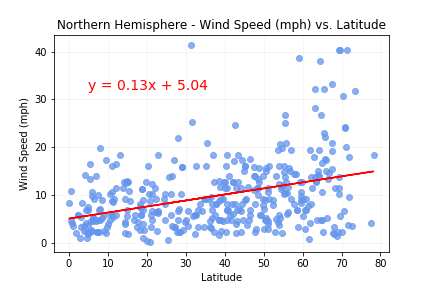 Northern Hemisphere - Wind Speed (mph) vs. Latitude
40
30
20
10
0
Wind Speed (mph)
y = 0.13x + 5.04
0 10 20 30 40 50 60 70 80
Latitude